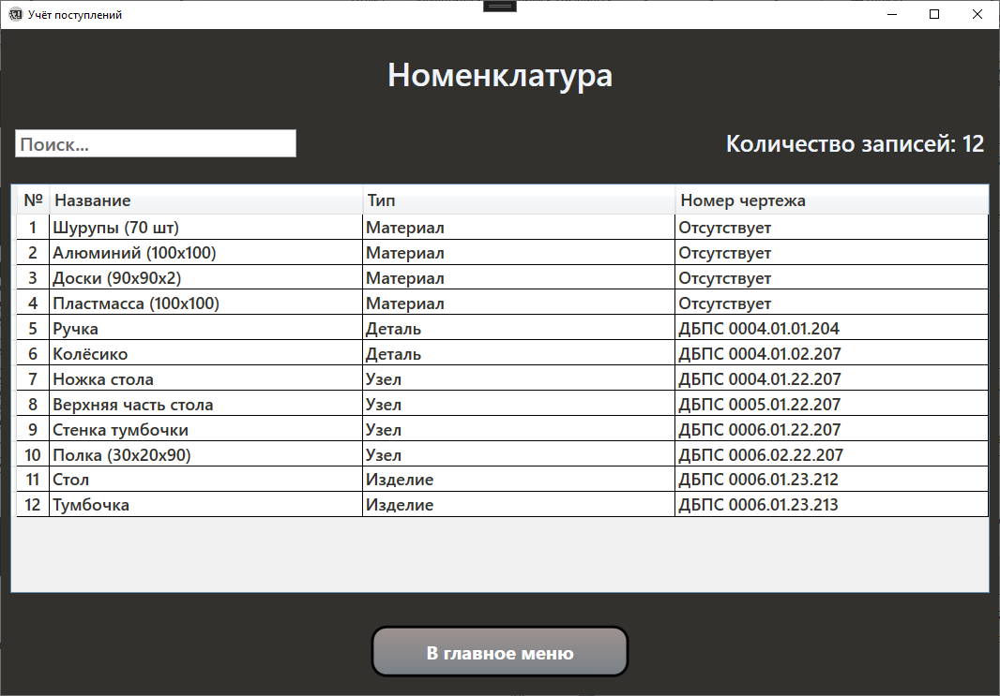 Учёт поступлений
Номенклатура
Поиск...
Количество записей: 12
№ Название Тип Номер чертежа
1 Шурупы (70 шт) Материал Отсутствует
2 Алюминий (100x100) Материал Отсутствует
3 Доски (90x90x2) Материал Отсутствует
4 Пластмасса (100x100) Материал Отсутствует
5 Ручка Деталь ДБПС 0004.01.01.204
6 Колёсико Деталь ДБПС 0004.01.02.207
7 Ножка стола Узел ДБПС 0004.01.22.207
8 Верхняя часть стола Узел ДБПС 0005.01.22.207
9 Стенка тумбочки Узел ДБПС 0006.01.22.207
10 Полка (30x20x90) Узел ДБПС 0006.02.22.207
11 Стол Изделие ДБПС 0006.01.23.212
12 Тумбочка Изделие ДБПС 0006.01.23.213
В главное меню